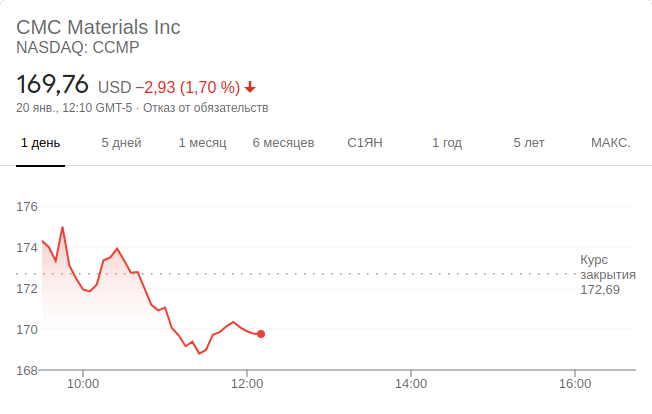 CMC Materials Inc
NASDAQ: CCMP
169,76 USD −2,93 (1,70 %)
20 янв., 12:10 GMT-5 · Отказ от обязательств
1 день 5 дней 1 месяц 6 месяцев С1ЯН 1 год 5 лет МАКС.
176
174
Курс
закрытия
172,69
172
170
168
10:00 12:00 14:00 16:00